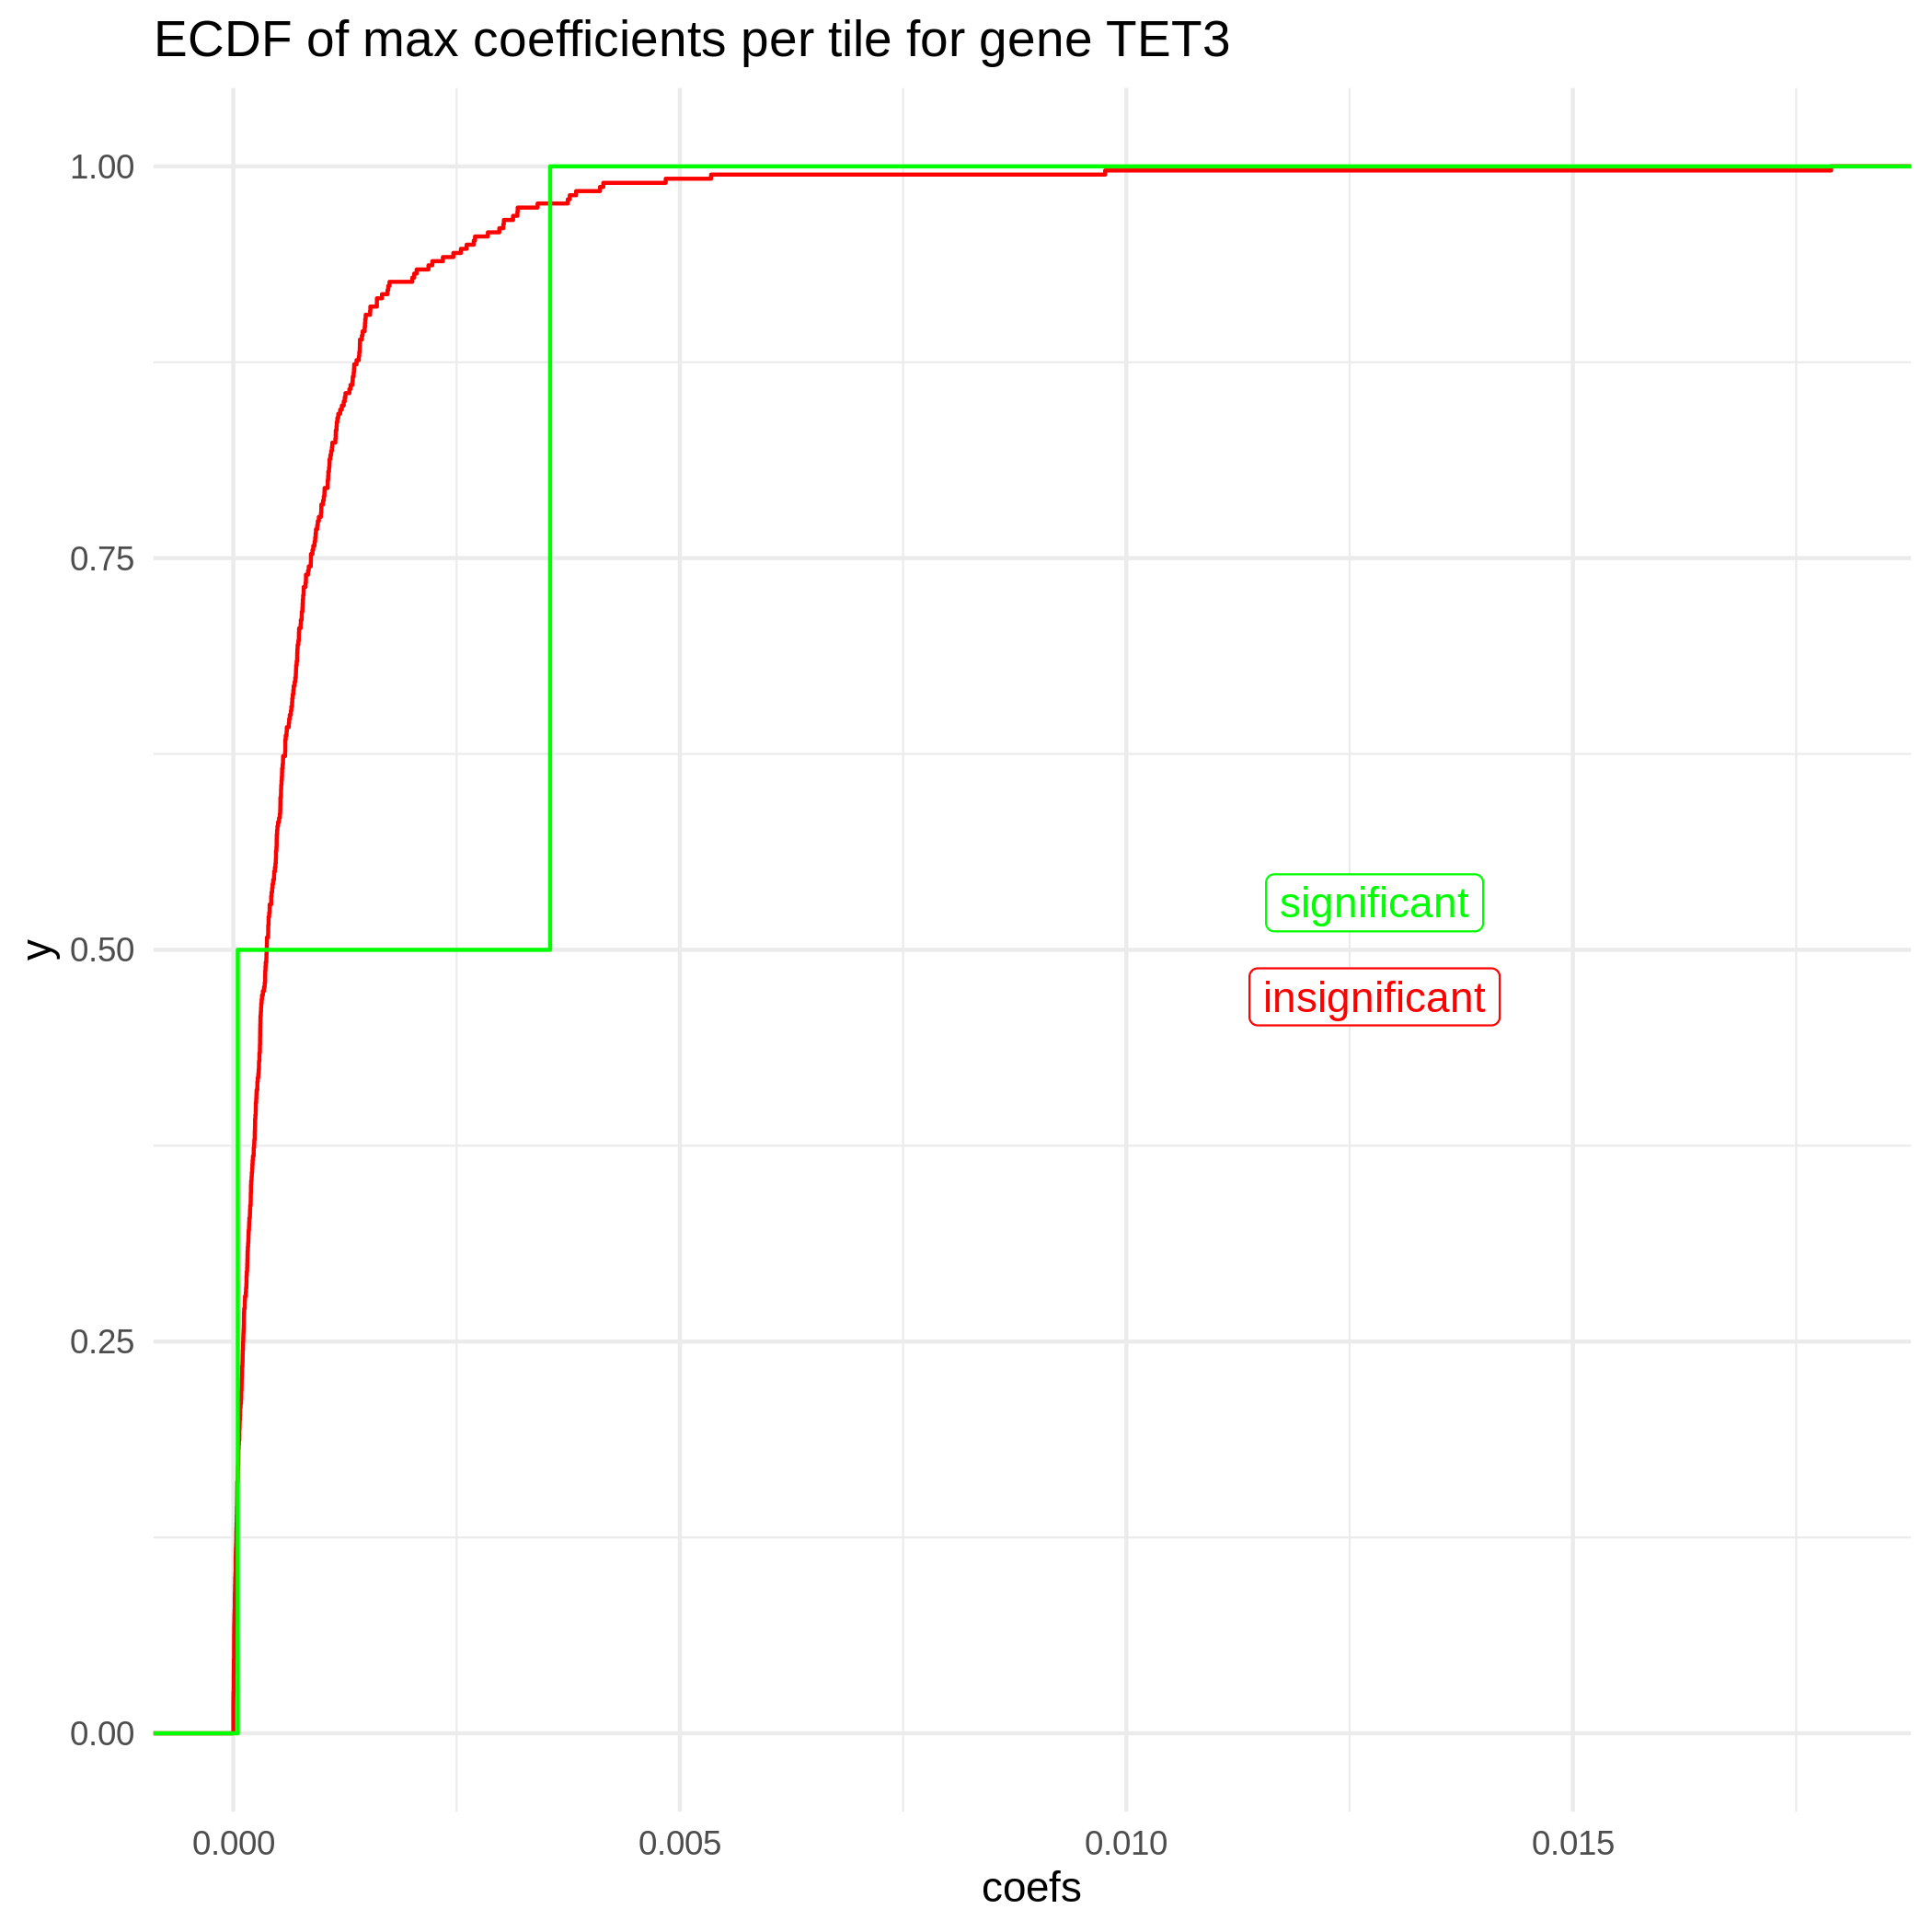 ECDF of max coefficients per tile for gene TET3
1.00
0.75
0.50
0.25
0.00
y
significant
insignificant
0.000 0.005 0.010 0.015
coefs